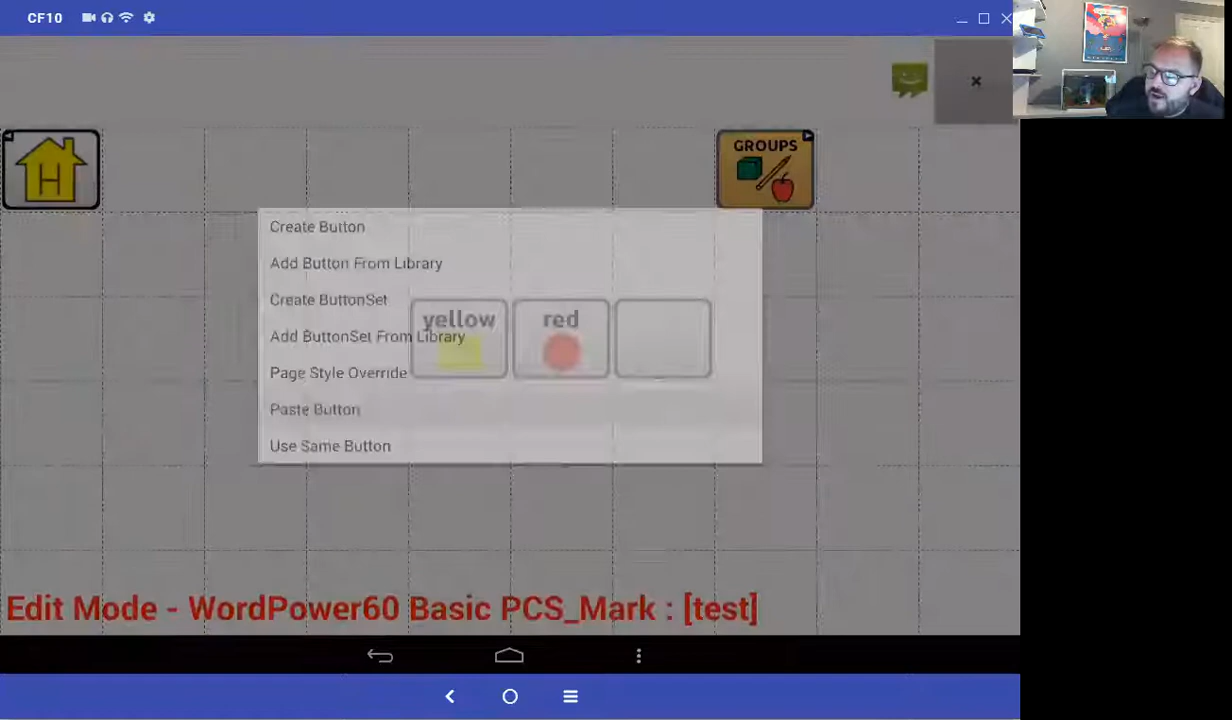 CF10
GROUPS
H
Create Button
Add Button From Library
Create ButtonSet
yellow
red
Add ButtonSet From Library
Page Style Override
Paste Button
Use Same Button
Edit Mode - WordPower60 Basic PCS_Mark : [test]